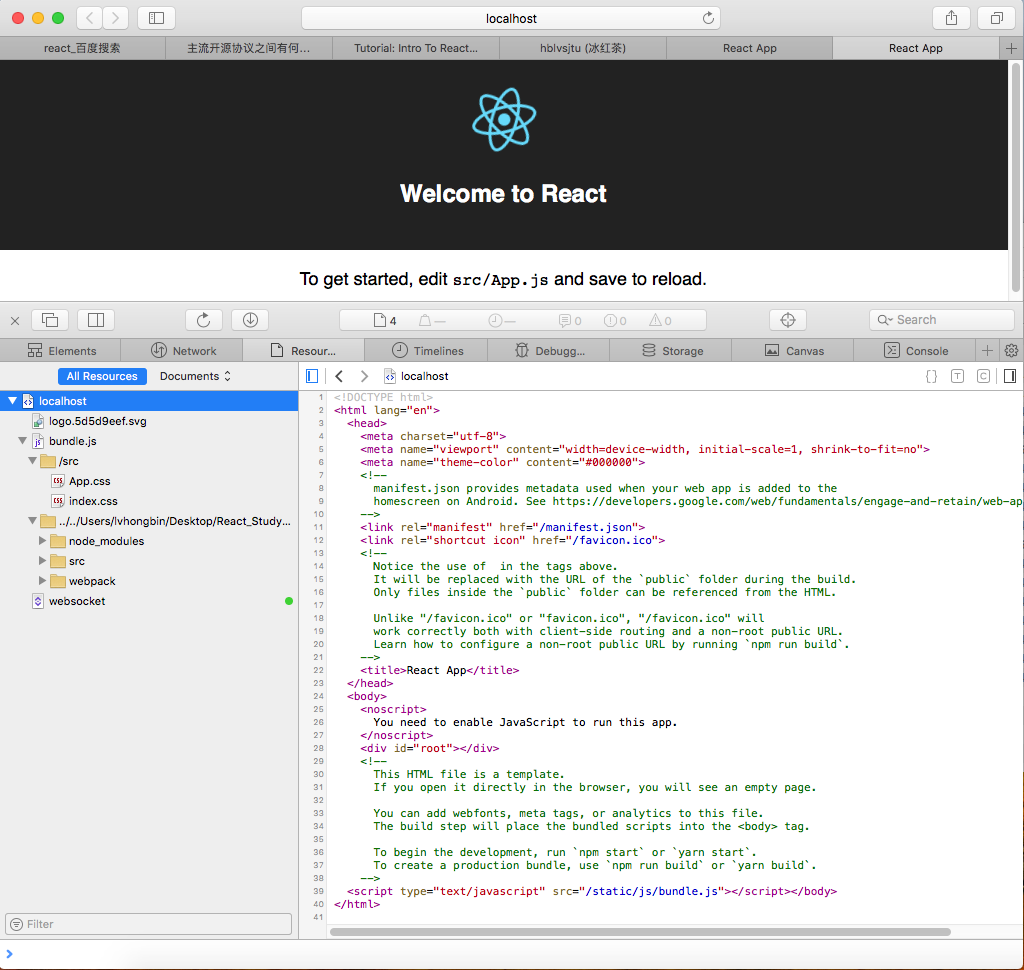 localhost
react_百度搜索
主流开源协议之间有何...
Tutorial: Intro To React...
hblvsjtu (冰红茶)
React App
React App
Welcome to React
To get started, edit src/App.js and save to reload.
4
—
—
0
0
0
Search
Elements
Network
Resour...
Timelines
Debugg...
Storage
Canvas
Console
All Resources
Documents
localhost
{}
T
C
localhost
logo.5d5d9eef.svg
bundle.js
/src
App.css
index.css
../../Users/lvhongbin/Desktop/React_Study...
node_modules
src
webpack
websocket
Filter
1 <!DOCTYPE html>
2 <html lang="en">
3 <head>
4 <meta charset="utf-8">
5 <meta name="viewport" content="width=device-width, initial-scale=1, shrink-to-fit=no">
6 <meta name="theme-color" content="#000000">
7 <!--
8 manifest.json provides metadata used when your web app is added to the
9 homescreen on Android. See https://developers.google.com/web/fundamentals/engage-and-retain/web-ap
10 -->
11 <link rel="manifest" href="/manifest.json">
12 <link rel="shortcut icon" href="/favicon.ico">
13 <!--
14 Notice the use of  in the tags above.
15 It will be replaced with the URL of the `public` folder during the build.
16 Only files inside the `public` folder can be referenced from the HTML.
17
18 Unlike "/favicon.ico" or "favicon.ico", "/favicon.ico" will
19 work correctly both with client-side routing and a non-root public URL.
20 Learn how to configure a non-root public URL by running `npm run build`.
21 -->
22 <title>React App</title>
23 </head>
24 <body>
25 <noscript>
26 You need to enable JavaScript to run this app.
27 </noscript>
28 <div id="root"></div>
29 <!--
30 This HTML file is a template.
31 If you open it directly in the browser, you will see an empty page.
32
33 You can add webfonts, meta tags, or analytics to this file.
34 The build step will place the bundled scripts into the <body> tag.
35
36 To begin the development, run `npm start` or `yarn start`.
37 To create a production bundle, use `npm run build` or `yarn build`.
38 -->
39 <script type="text/javascript" src="/static/js/bundle.js"></script></body>
40 </html>
41